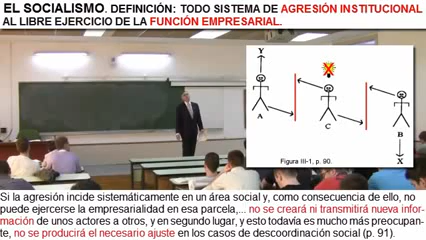 EL SOCIALISMO. DEFINICIÓN: TODO SISTEMA DE AGRESIÓN INSTITUCIONAL
AL LIBRE EJERCICIO DE LA FUNCIÓN EMPRESARIAL.
Y
A
C
B
X
Figura III-1, p. 90.
Si la agresión incide sistemáticamente en un área social y, como consecuencia de ello, no
puede ejercerse la empresarialidad en esa parcela,... no se creará ni transmitirá nueva infor-
mación de unos actores a otros, y en segundo lugar, y esto todavía es mucho más preocupan-
te, no se producirá el necesario ajuste en los casos de descoordinación social (p. 91).